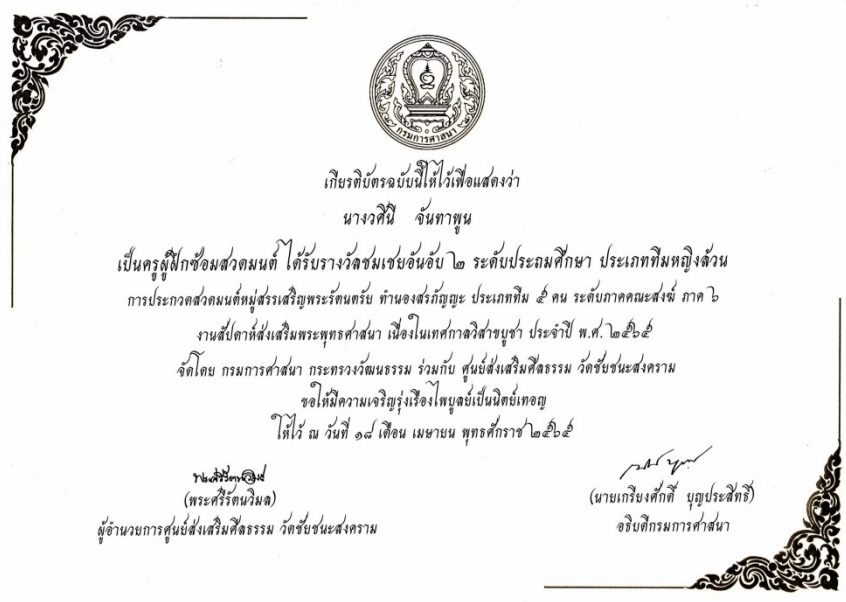 กรมการศาสนา
เกียรติบัตรฉบับนี้ให้ไว้เพื่อแสดงว่า
นางวศินี จันทาพูน
เป็นครูผู้ฝึกซ้อมสวดมนต์ ได้รับรางวัลชมเชยอันดับ ๒ ระดับประถมศึกษา ประเภททีมหญิงล้วน
การประกวดสวดมนต์หมู่สรรเสริญพระรัตนตรัย ทำนองสรภัญญะ ประเภททีม ๕ คน ระดับภาคคณะสงฆ์ ภาค ๖
งานสัปดาห์ส่งเสริมพระพุทธศาสนา เนื่องในเทศกาลวิสาขบูชา ประจำปี พ.ศ. ๒๕๖๕
จัดโดย กรมการศาสนา กระทรวงวัฒนธรรม ร่วมกับ ศูนย์ส่งเสริมศีลธรรม วัดชัยชนะสงคราม
ขอให้มีความเจริญรุ่งเรืองไพบูลย์เป็นนิตย์เทอญ
ให้ไว้ ณ วันที่ ๑๘ เดือน เมษายน พุทธศักราช ๒๕๖๕
พระศรีรัตนวิมล
(พระศรีรัตนวิมล)
(นายเกรียงศักดิ์ บุญประสิทธิ์)
ผู้อำนวยการศูนย์ส่งเสริมศีลธรรม วัดชัยชนะสงคราม
อธิบดีกรมการศาสนา